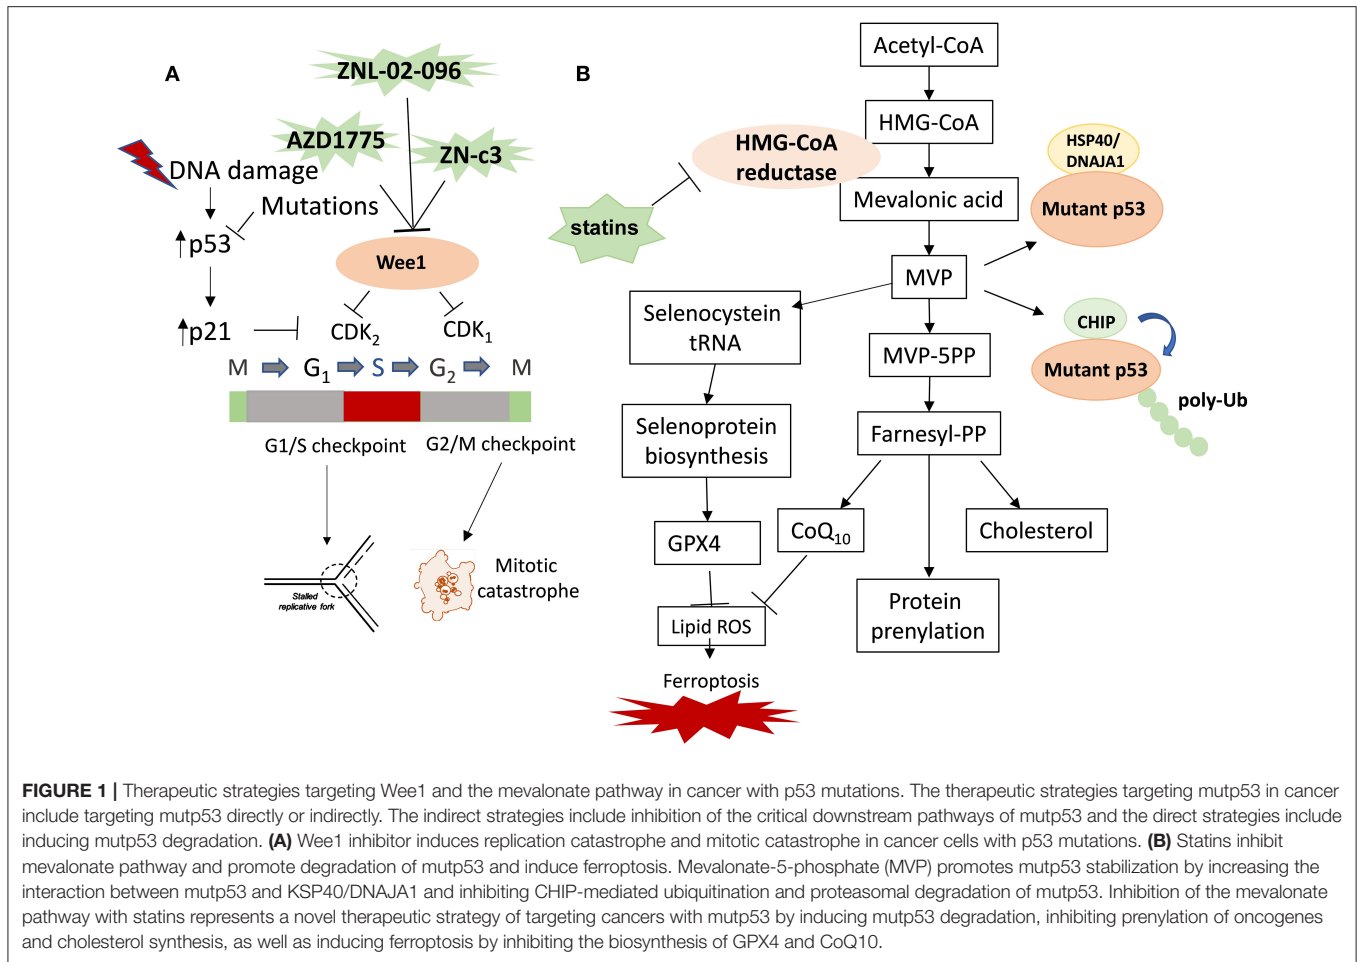 A
ZNL-02-096
AZD1775
ZN-c3
DNA damage
Mutations
p53
Wee1
p21
CDK2
CDK1
M G1 S G2 M
G1/S checkpoint
G2/M checkpoint
Stalled
replicative fork
Mitotic
catastrophe
B
Acetyl-CoA
HMG-CoA
HMG-CoA
reductase
Mevalonic acid
statins
HSP40/
DNAJA1
Mutant p53
MVP
Selenocystein
tRNA
MVP-5PP
CHIP
Mutant p53
poly-Ub
Selenoprotein
biosynthesis
Farnesyl-PP
GPX4
CoQ10
Cholesterol
Protein
prenylation
Lipid ROS
Ferroptosis
FIGURE 1 | Therapeutic strategies targeting Wee1 and the mevalonate pathway in cancer with p53 mutations. The therapeutic strategies targeting mutp53 in cancer
include targeting mutp53 directly or indirectly. The indirect strategies include inhibition of the critical downstream pathways of mutp53 and the direct strategies include
inducing mutp53 degradation. (A) Wee1 inhibitor induces replication catastrophe and mitotic catastrophe in cancer cells with p53 mutations. (B) Statins inhibit
mevalonate pathway and promote degradation of mutp53 and induce ferroptosis. Mevalonate-5-phosphate (MVP) promotes mutp53 stabilization by increasing the
interaction between mutp53 and KSP40/DNAJA1 and inhibiting CHIP-mediated ubiquitination and proteasomal degradation of mutp53. Inhibition of the mevalonate
pathway with statins represents a novel therapeutic strategy of targeting cancers with mutp53 by inducing mutp53 degradation, inhibiting prenylation of oncogenes
and cholesterol synthesis, as well as inducing ferroptosis by inhibiting the biosynthesis of GPX4 and CoQ10.